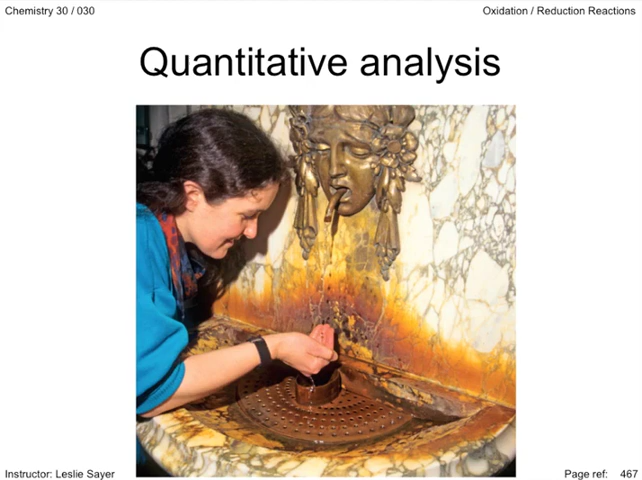 Chemistry 30 / 030
Oxidation / Reduction Reactions
Quantitative analysis
Instructor: Leslie Sayer
Page ref: 467